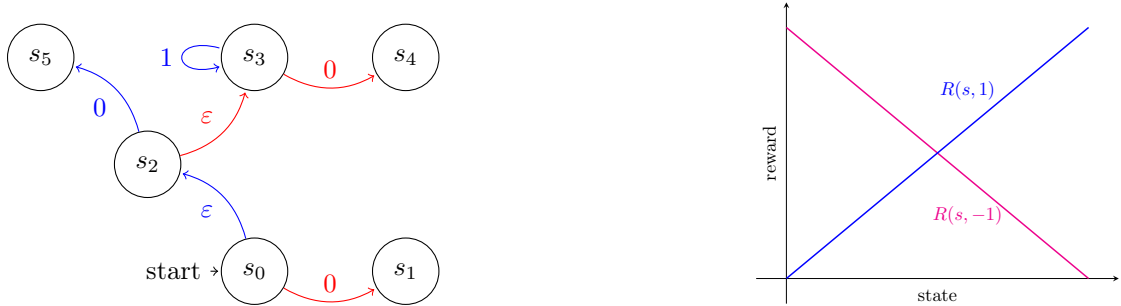 s₅
1
s₃
0
s₄
0
ε
s₂
ε
start
s₀
0
s₁
reward
R(s, 1)
R(s, −1)
state